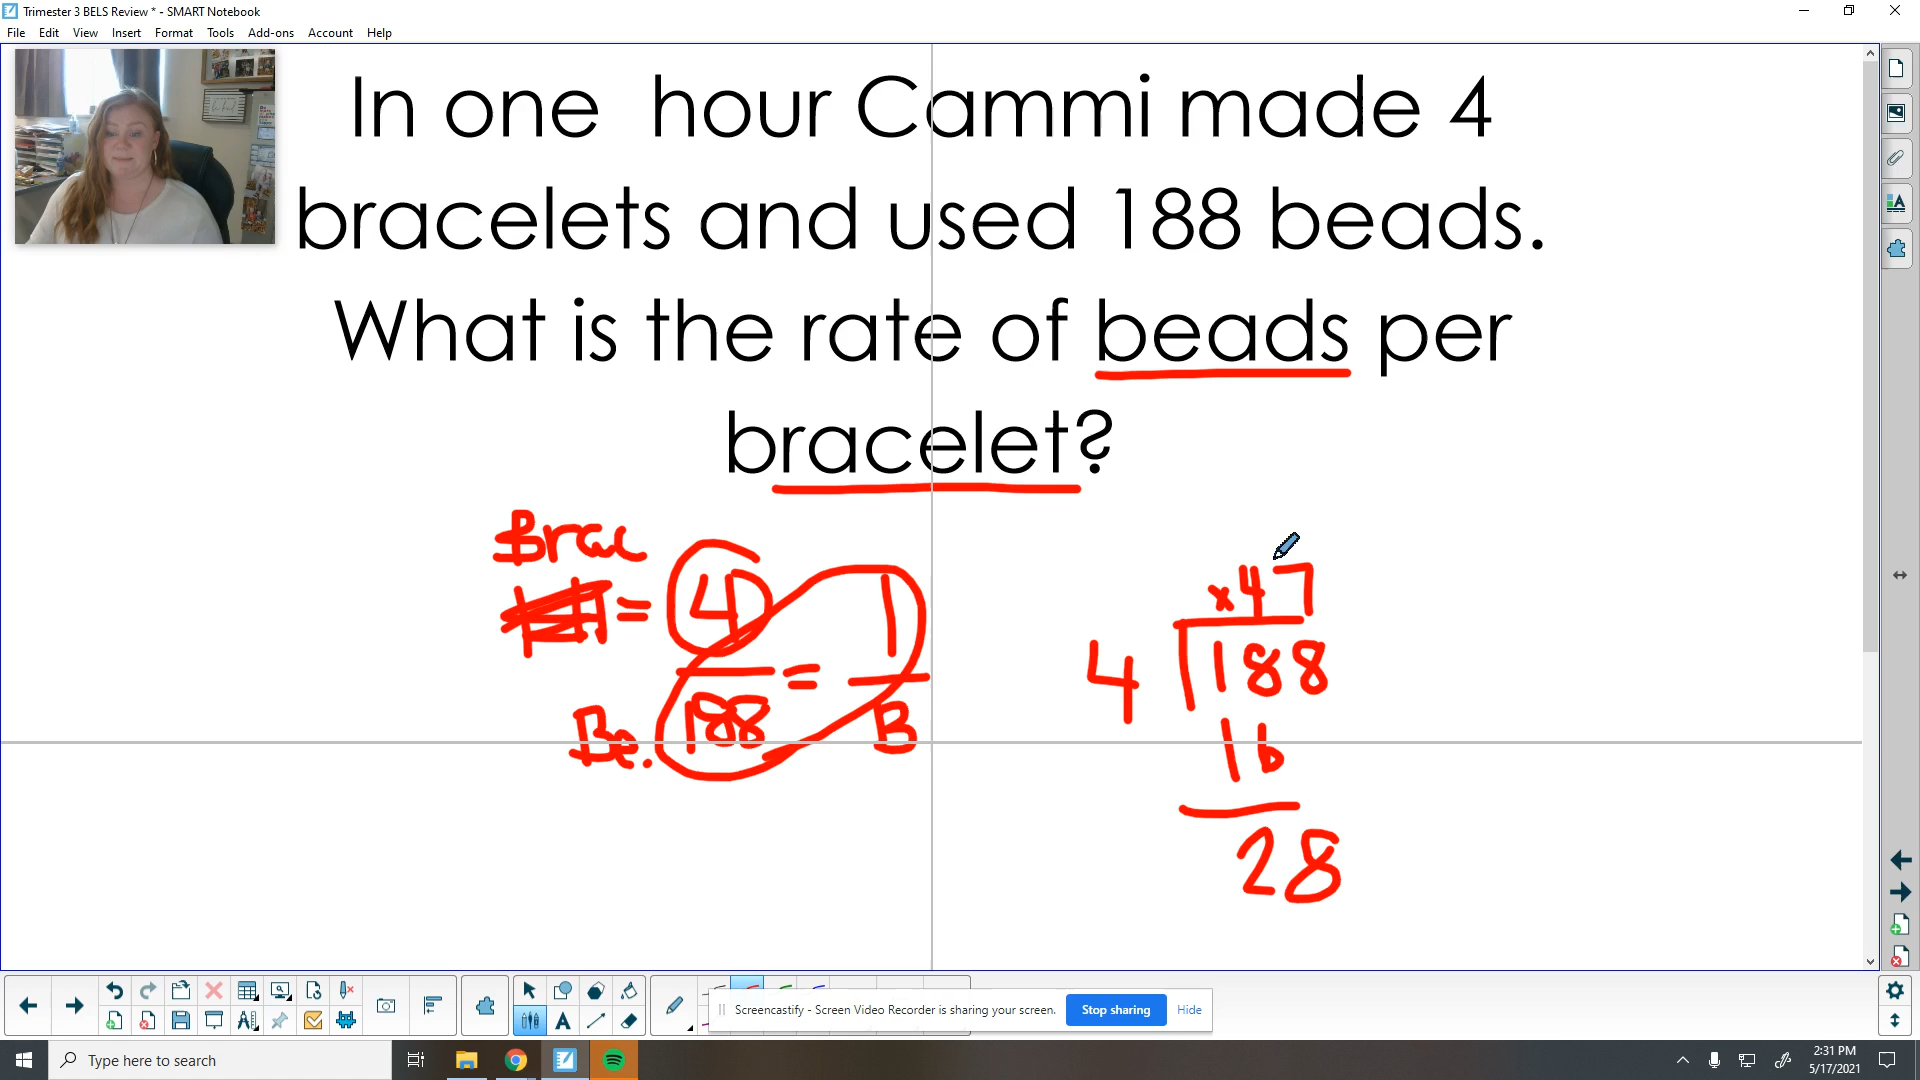 Trimester 3 BELS Review * - SMART Notebook
File Edit View Insert Format Tools Add-ons Account Help
In one hour Cammi made 4
bracelets and used 188 beads.
What is the rate of beads per
bracelet?
Brac
= 4 1
=
Be. 188 B
x47
4 188
16
28
Screencastify - Screen Video Recorder is sharing your screen. Stop sharing Hide
Type here to search
2:31 PM
5/17/2021